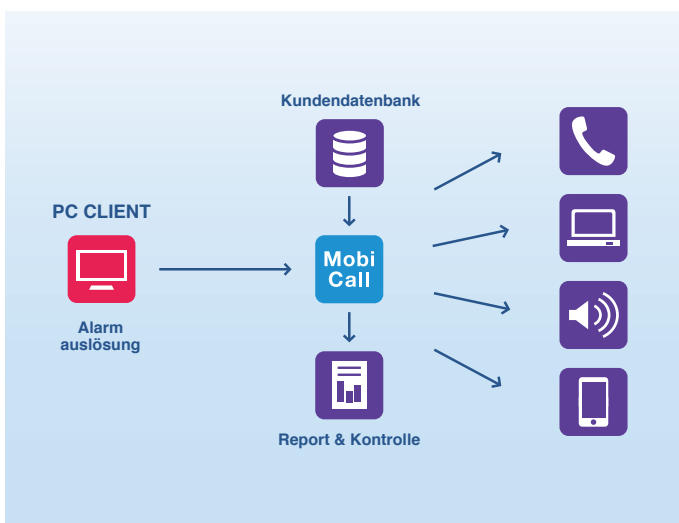 Kundendatenbank
PC CLIENT
Mobi
Call
Alarm
auslösung
Report & Kontrolle